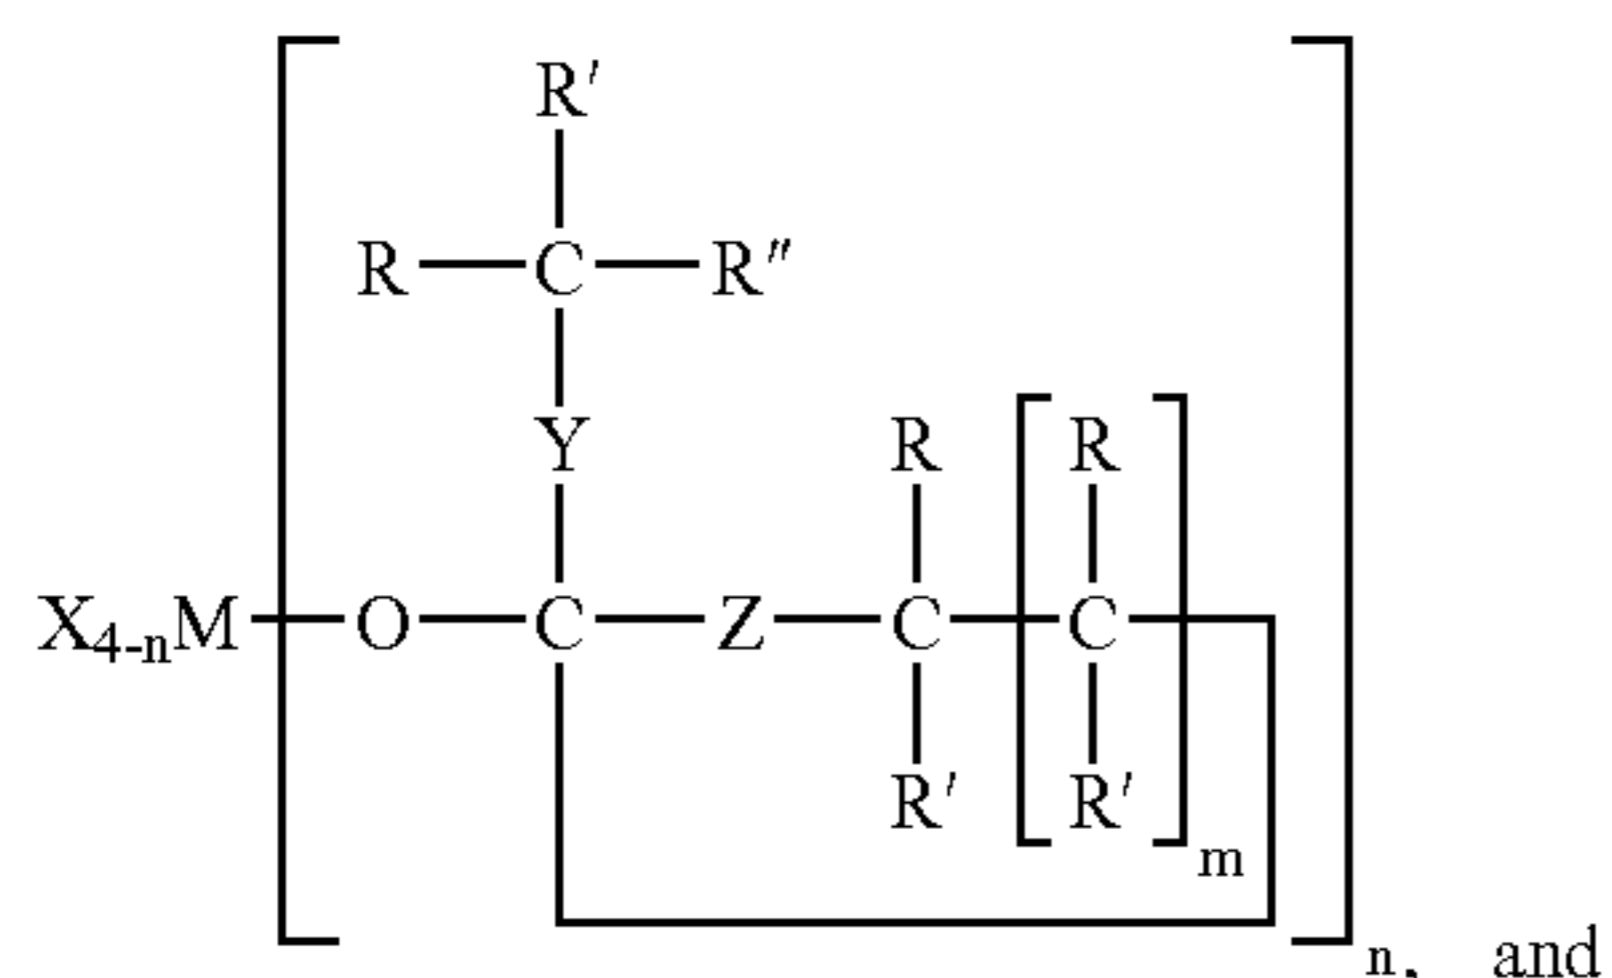 R′
R—C—R″
Y
R R
X4-nM—O—C—Z—C—C
R′ R′
m
n, and